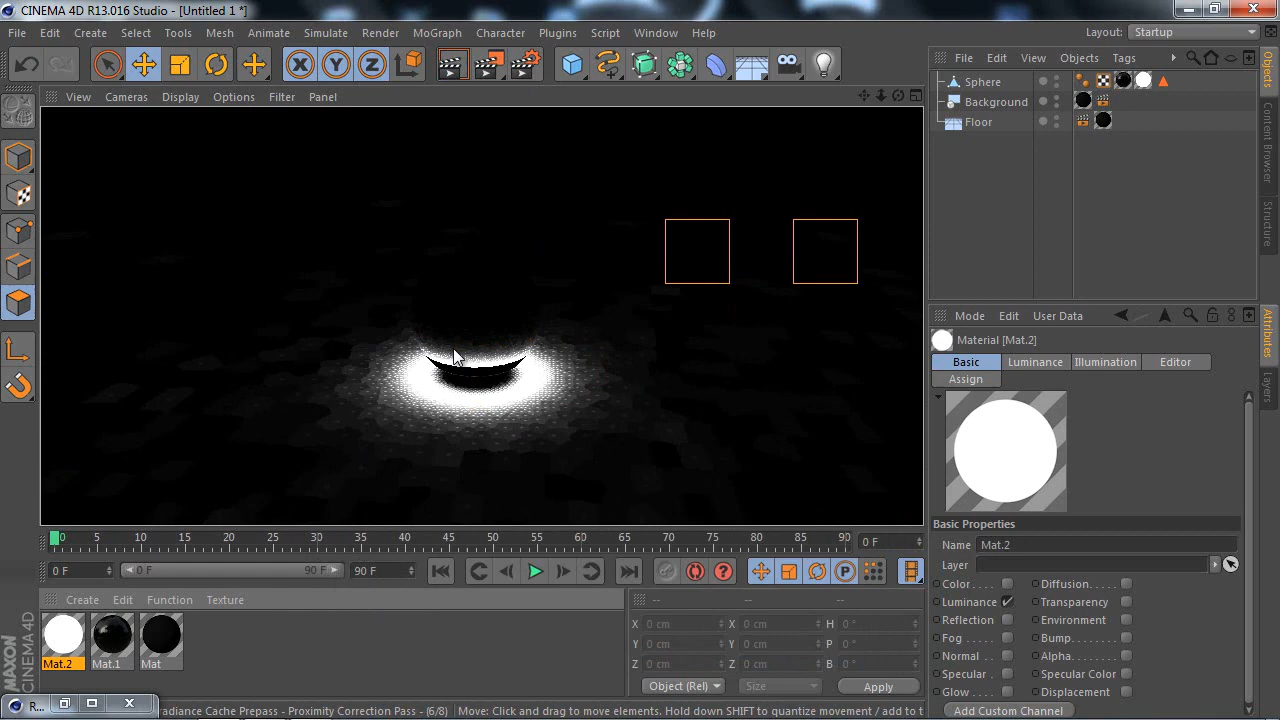 CINEMA 4D R13.016 Studio - [Untitled 1 *]
File Edit Create Select Tools Mesh Animate Simulate Render MoGraph Character Plugins Script Window Help Layout: Startup
File Edit View Objects Tags
Objects
Content Browser
Structure
View Cameras Display Options Filter Panel
Sphere
Background
Floor
Mode Edit User Data
Attributes
Layers
Material [Mat.2]
Basic Luminance Illumination Editor
Assign
Basic Properties
Name Mat.2
Layer
Color Diffusion
Luminance Transparency
Reflection Environment
Fog Bump
Normal Alpha
Specular Specular Color
Glow Displacement
Add Custom Channel
0 5 10 15 20 25 30 35 40 45 50 55 60 65 70 75 80 85 90 0 F
0 F 0 F 90 F 90 F
Create Edit Function Texture
-- -- --
X 0 cm X 0 cm H 0 °
Y 0 cm Y 0 cm P 0 °
Z 0 cm Z 0 cm B 0 °
Object (Rel) Size Apply
Mat.2 Mat.1 Mat
MAXON
CINEMA 4D
R...
radiance Cache Prepass - Proximity Correction Pass - (6/8) Move: Click and drag to move elements. Hold down SHIFT to quantize movement / add to t